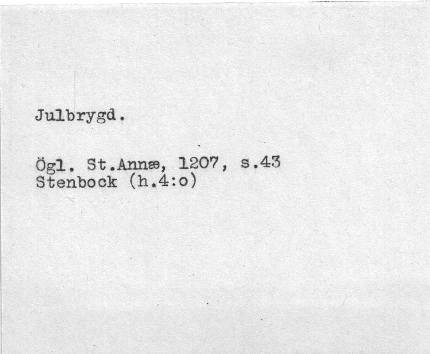 Julbrygd.
Ögl. St.Annæ, 1207, s.43
Stenbock (h.4:o)